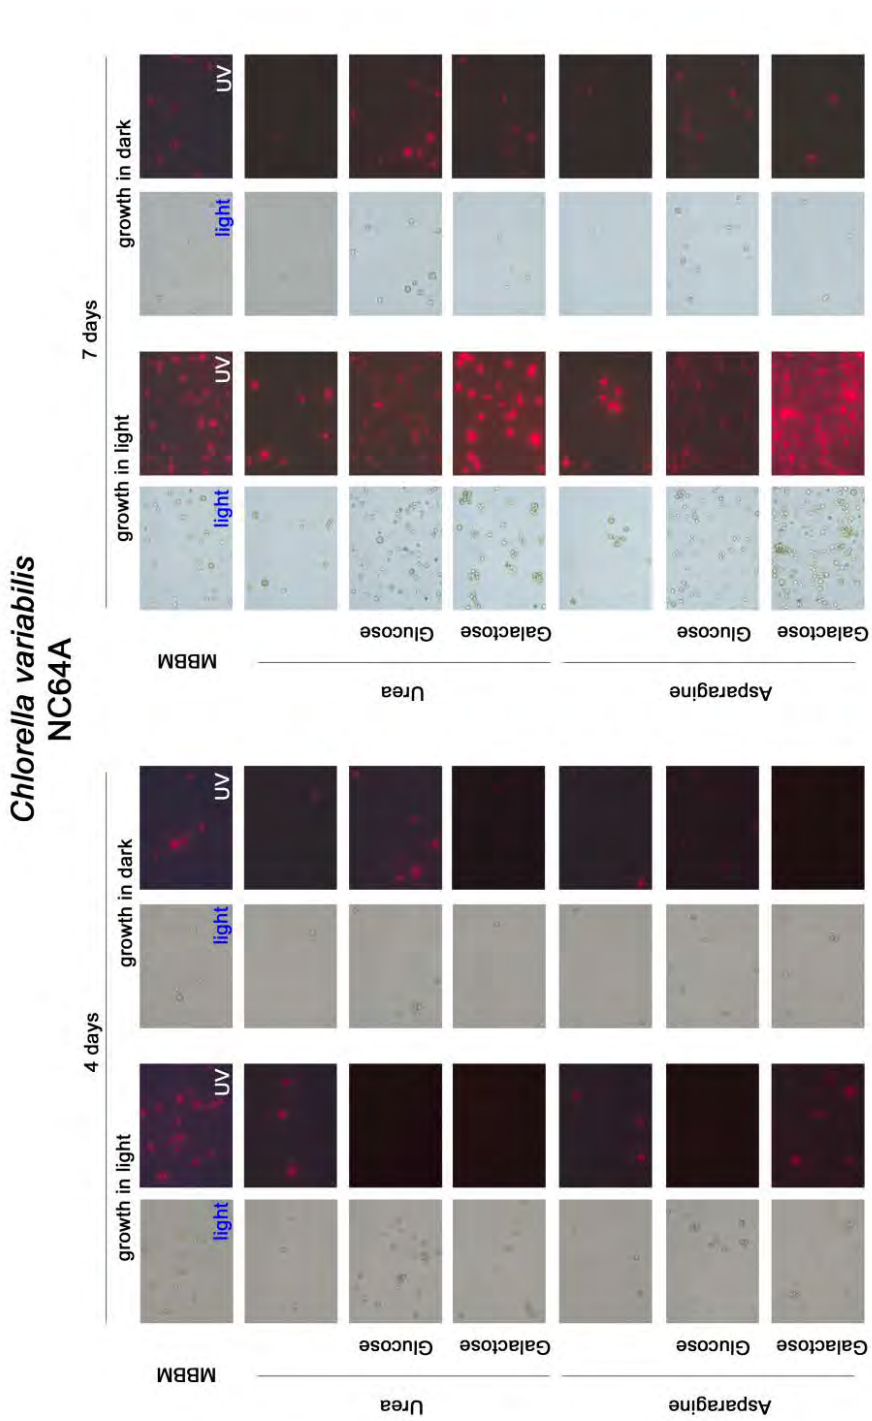 Chlorella variabilis
NC64A
4 days
growth in light
growth in dark
light
UV
light
UV
MBBM
Urea
Glucose
Galactose
Asparagine
Glucose
Galactose
7 days
growth in light
growth in dark
light
UV
light
UV
MBBM
Urea
Glucose
Galactose
Asparagine
Glucose
Galactose